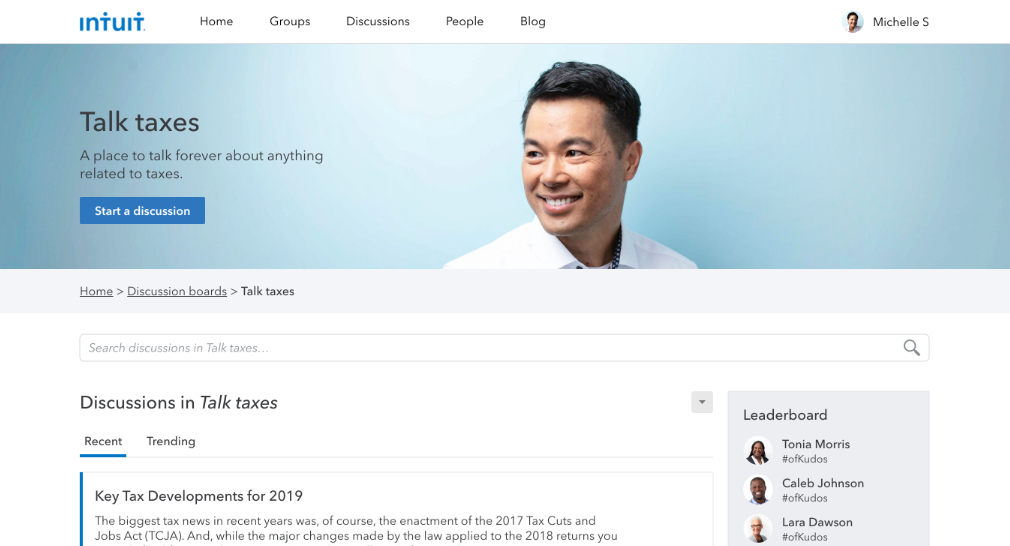 intuit
Home
Groups
Discussions
People
Blog
Michelle S
Talk taxes
A place to talk forever about anything
related to taxes.
Start a discussion
Home > Discussion boards > Talk taxes
Search discussions in Talk taxes...
Discussions in Talk taxes
Recent
Trending
Key Tax Developments for 2019
The biggest tax news in recent years was, of course, the enactment of the 2017 Tax Cuts and
Jobs Act (TCJA). And, while the major changes made by the law applied to the 2018 returns you
Leaderboard
Tonia Morris
#ofKudos
Caleb Johnson
#ofKudos
Lara Dawson
#ofKudos